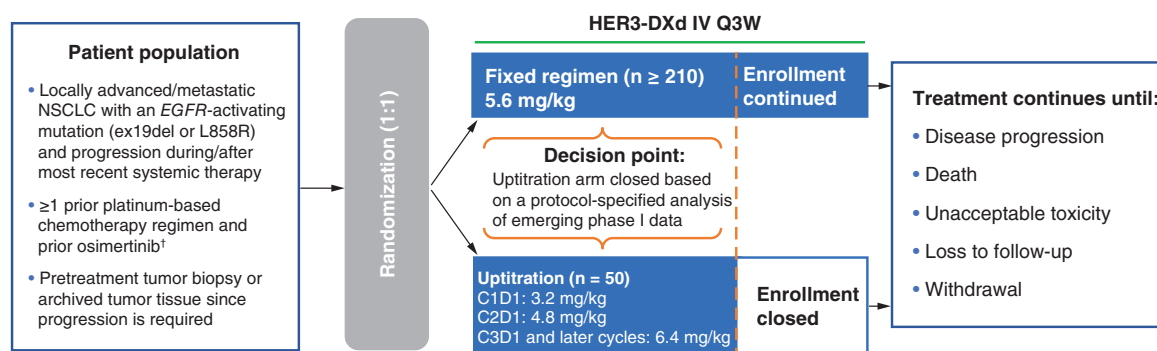 Patient population
• Locally advanced/metastatic
NSCLC with an EGFR-activating
mutation (ex19del or L858R)
and progression during/after
most recent systemic therapy
• ≥1 prior platinum-based
chemotherapy regimen and
prior osimertinib†
• Pretreatment tumor biopsy or
archived tumor tissue since
progression is required
Randomization (1:1)
HER3-DXd IV Q3W
Fixed regimen (n ≥ 210)
5.6 mg/kg
Enrollment
continued
Decision point:
Uptitration arm closed based
on a protocol-specified analysis
of emerging phase I data
Uptitration (n = 50)
C1D1: 3.2 mg/kg
C2D1: 4.8 mg/kg
C3D1 and later cycles: 6.4 mg/kg
Enrollment
closed
Treatment continues until:
• Disease progression
• Death
• Unacceptable toxicity
• Loss to follow-up
• Withdrawal